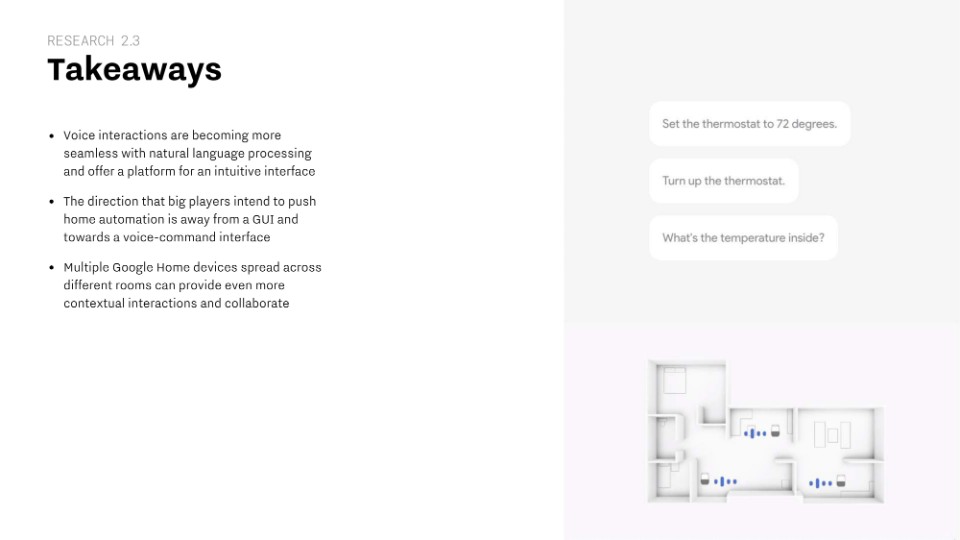 RESEARCH 2.3
Takeaways
• Voice interactions are becoming more
seamless with natural language processing
and offer a platform for an intuitive interface
• The direction that big players intend to push
home automation is away from a GUI and
towards a voice-command interface
• Multiple Google Home devices spread across
different rooms can provide even more
contextual interactions and collaborate
Set the thermostat to 72 degrees.
Turn up the thermostat.
What's the temperature inside?